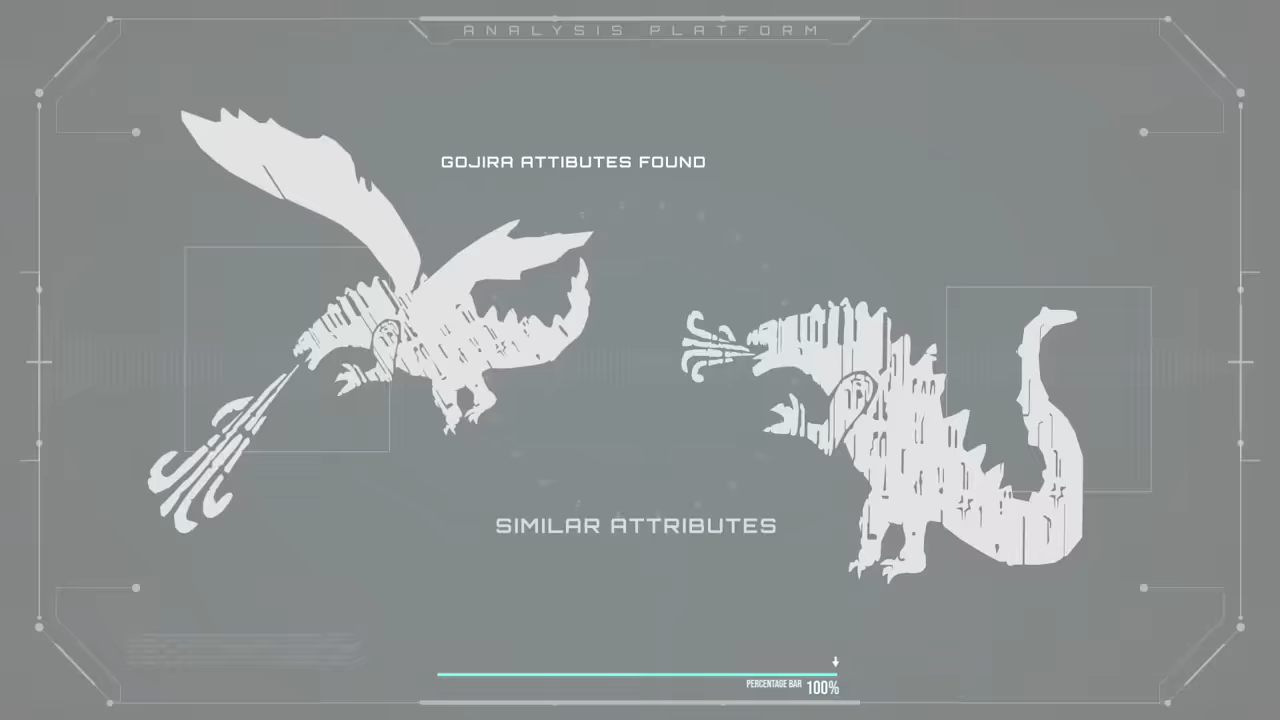 ANALYSIS PLATFORM
GOJIRA ATTIBUTES FOUND
SIMILAR ATTRIBUTES
PERCENTAGE BAR 100%